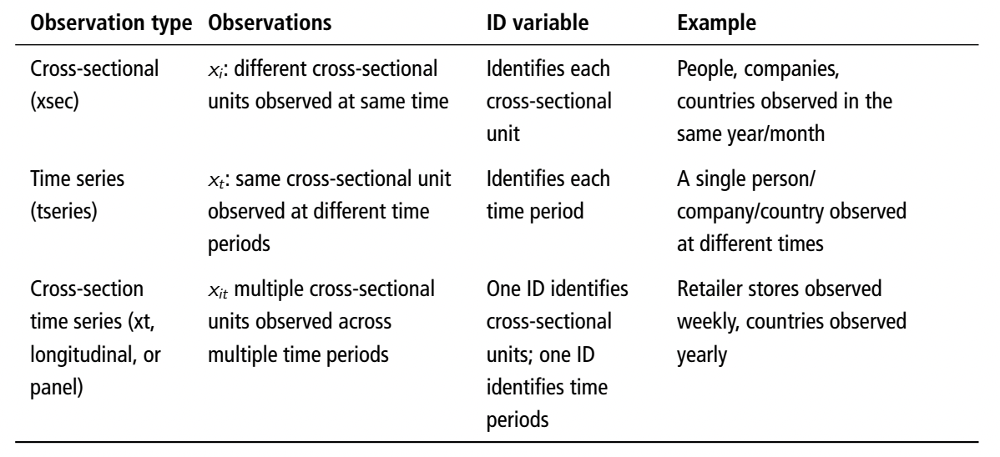 Observation type Observations ID variable Example
Cross-sectional
(xsec)
xᵢ: different cross-sectional
units observed at same time
Identifies each
cross-sectional
unit
People, companies,
countries observed in the
same year/month
Time series
(tseries)
xₜ: same cross-sectional unit
observed at different time
periods
Identifies each
time period
A single person/
company/country observed
at different times
Cross-section
time series (xt,
longitudinal, or
panel)
xᵢₜ multiple cross-sectional
units observed across
multiple time periods
One ID identifies
cross-sectional
units; one ID
identifies time
periods
Retailer stores observed
weekly, countries observed
yearly